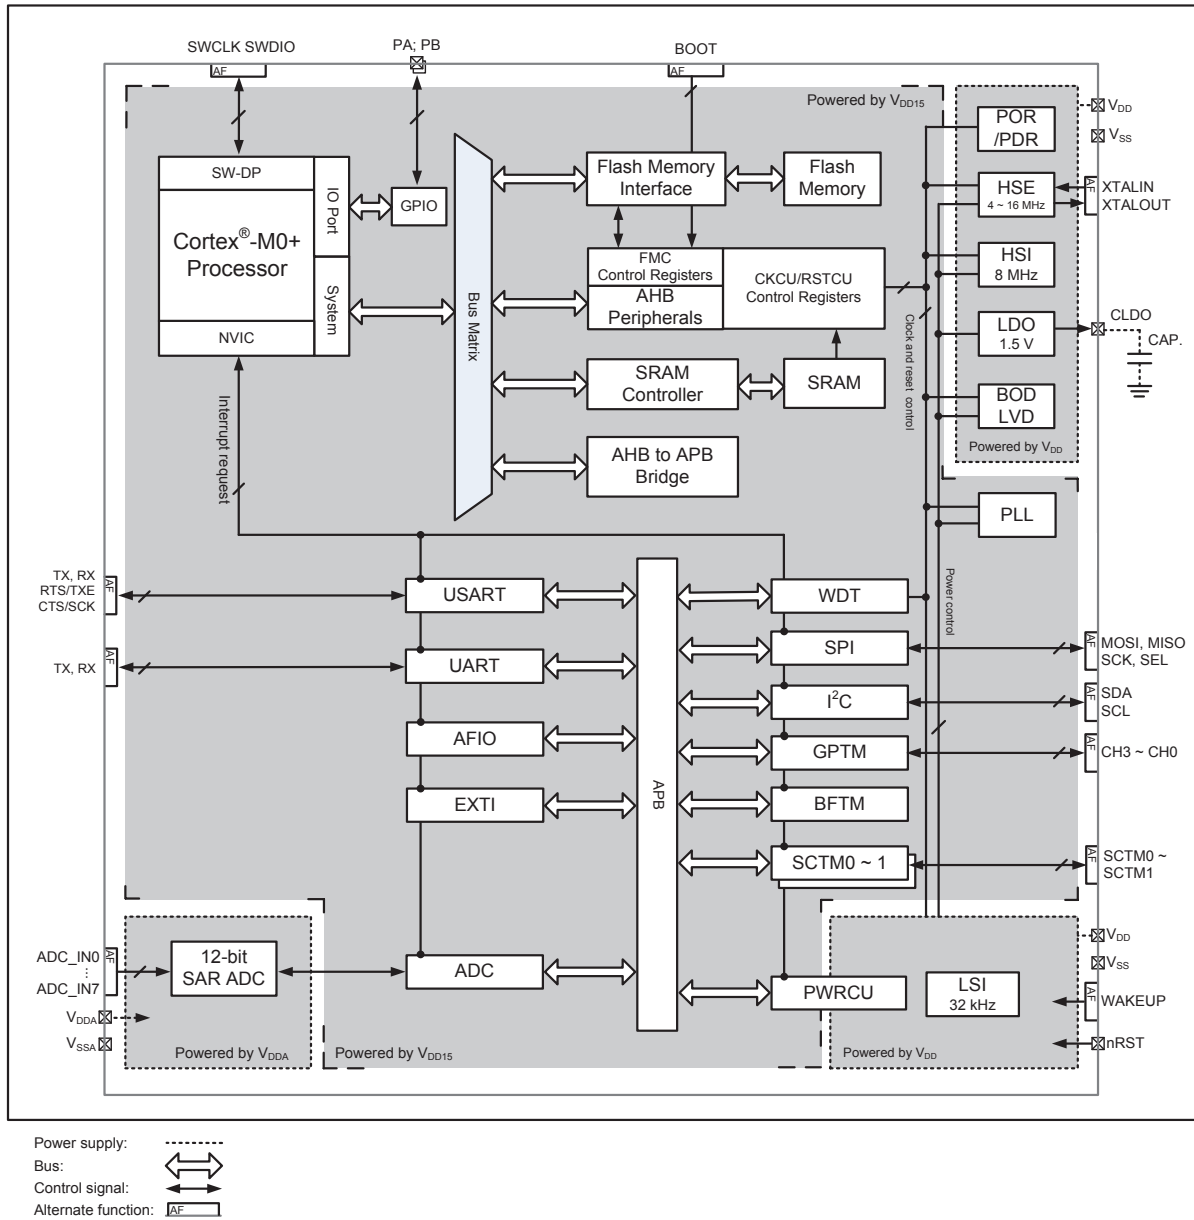 SWCLK SWDIO
AF
PA; PB
BOOT
AF
Powered by VDD15
POR
/PDR
VDD
VSS
SW-DP
IO Port
GPIO
Cortex®-M0+
Processor
System
NVIC
Bus Matrix
Flash Memory
Interface
Flash
Memory
HSE
4 ~ 16 MHz
AF
XTALIN
XTALOUT
FMC
Control Registers
CKCU/RSTCU
Control Registers
HSI
8 MHz
AHB
Peripherals
Clock and reset control
LDO
1.5 V
CLDO
CAP.
SRAM
Controller
SRAM
BOD
LVD
Powered by VDD
Interrupt request
AHB to APB
Bridge
PLL
Power control
TX, RX
RTS/TXE
CTS/SCK
AF
USART
APB
WDT
TX, RX
AF
UART
SPI
AF
MOSI, MISO
SCK, SEL
I2C
AF
SDA
SCL
AFIO
GPTM
AF
CH3 ~ CH0
EXTI
BFTM
SCTM0 ~ 1
AF
SCTM0 ~
SCTM1
ADC_IN0
⋮
ADC_IN7
AF
12-bit
SAR ADC
ADC
PWRCU
LSI
32 kHz
VDD
VSS
AF
WAKEUP
nRST
VDDA
VSSA
Powered by VDDA
Powered by VDD15
Powered by VDD
Power supply:
Bus:
Control signal:
Alternate function:
AF